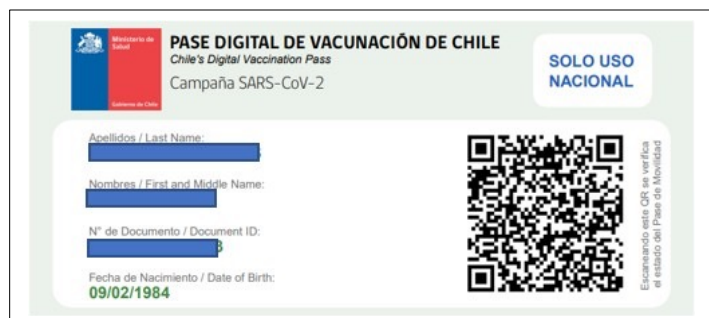 Ministerio de
Salud
Gobierno de Chile
PASE DIGITAL DE VACUNACIÓN DE CHILE
Chile's Digital Vaccination Pass
Campaña SARS-CoV-2
SOLO USO
NACIONAL
Apellidos / Last Name:
Nombres / First and Middle Name:
N° de Documento / Document ID:
Fecha de Nacimiento / Date of Birth:
09/02/1984
Escaneando este QR se verifica
el estado del Pase de Movilidad